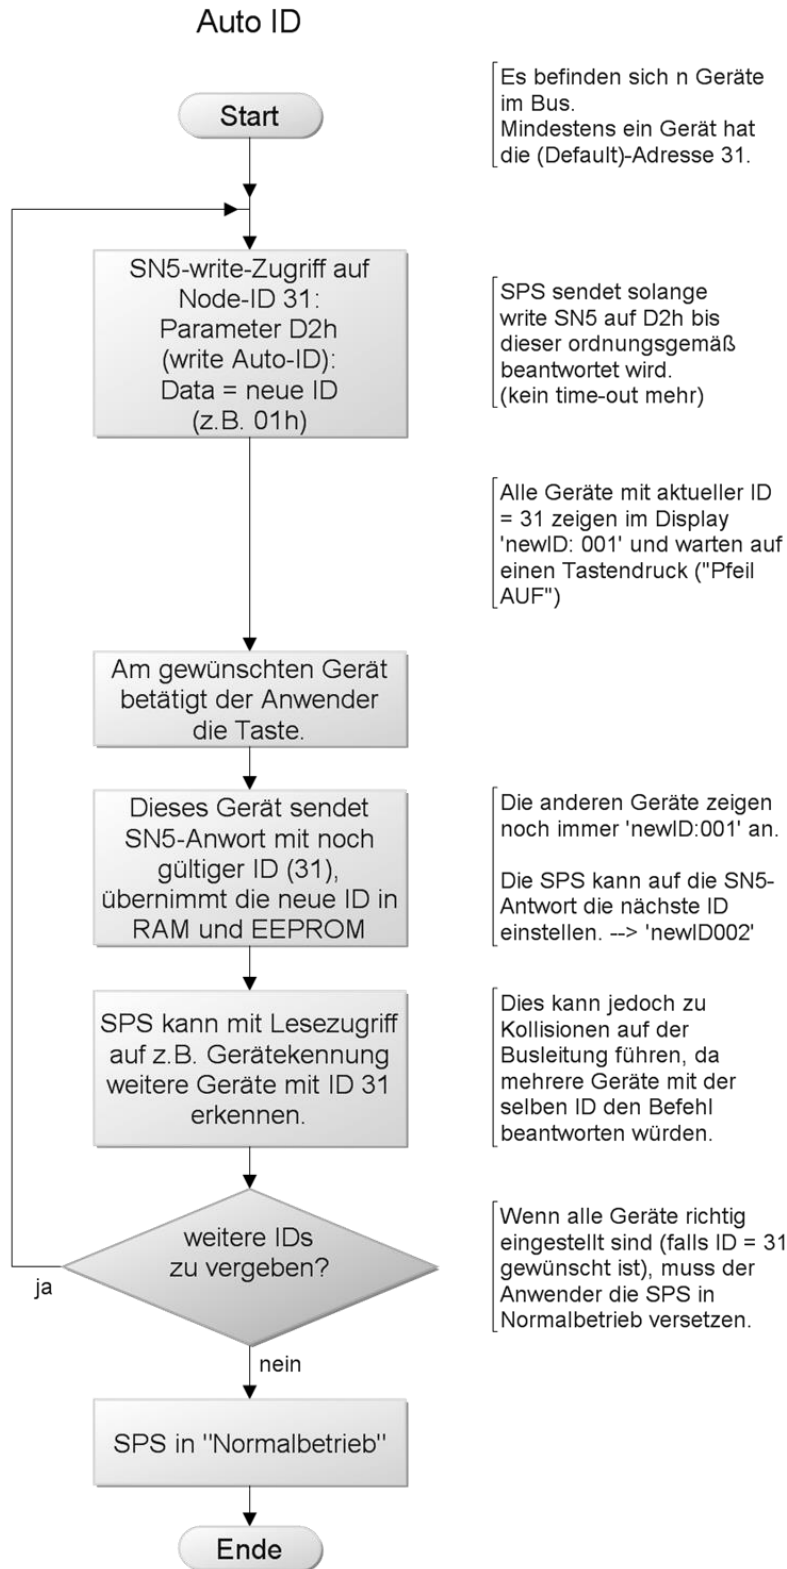 Auto ID
Start
Es befinden sich n Geräte
im Bus.
Mindestens ein Gerät hat
die (Default)-Adresse 31.
SN5-write-Zugriff auf
Node-ID 31:
Parameter D2h
(write Auto-ID):
Data = neue ID
(z.B. 01h)
SPS sendet solange
write SN5 auf D2h bis
dieser ordnungsgemäß
beantwortet wird.
(kein time-out mehr)
Alle Geräte mit aktueller ID
= 31 zeigen im Display
'newID: 001' und warten auf
einen Tastendruck ("Pfeil
AUF")
Am gewünschten Gerät
betätigt der Anwender
die Taste.
Dieses Gerät sendet
SN5-Anwort mit noch
gültiger ID (31),
übernimmt die neue ID in
RAM und EEPROM
Die anderen Geräte zeigen
noch immer 'newID:001' an.
Die SPS kann auf die SN5-
Antwort die nächste ID
einstellen. --> 'newID002'
SPS kann mit Lesezugriff
auf z.B. Gerätekennung
weitere Geräte mit ID 31
erkennen.
Dies kann jedoch zu
Kollisionen auf der
Busleitung führen, da
mehrere Geräte mit der
selben ID den Befehl
beantworten würden.
weitere IDs
zu vergeben?
ja
nein
Wenn alle Geräte richtig
eingestellt sind (falls ID = 31
gewünscht ist), muss der
Anwender die SPS in
Normalbetrieb versetzen.
SPS in "Normalbetrieb"
Ende